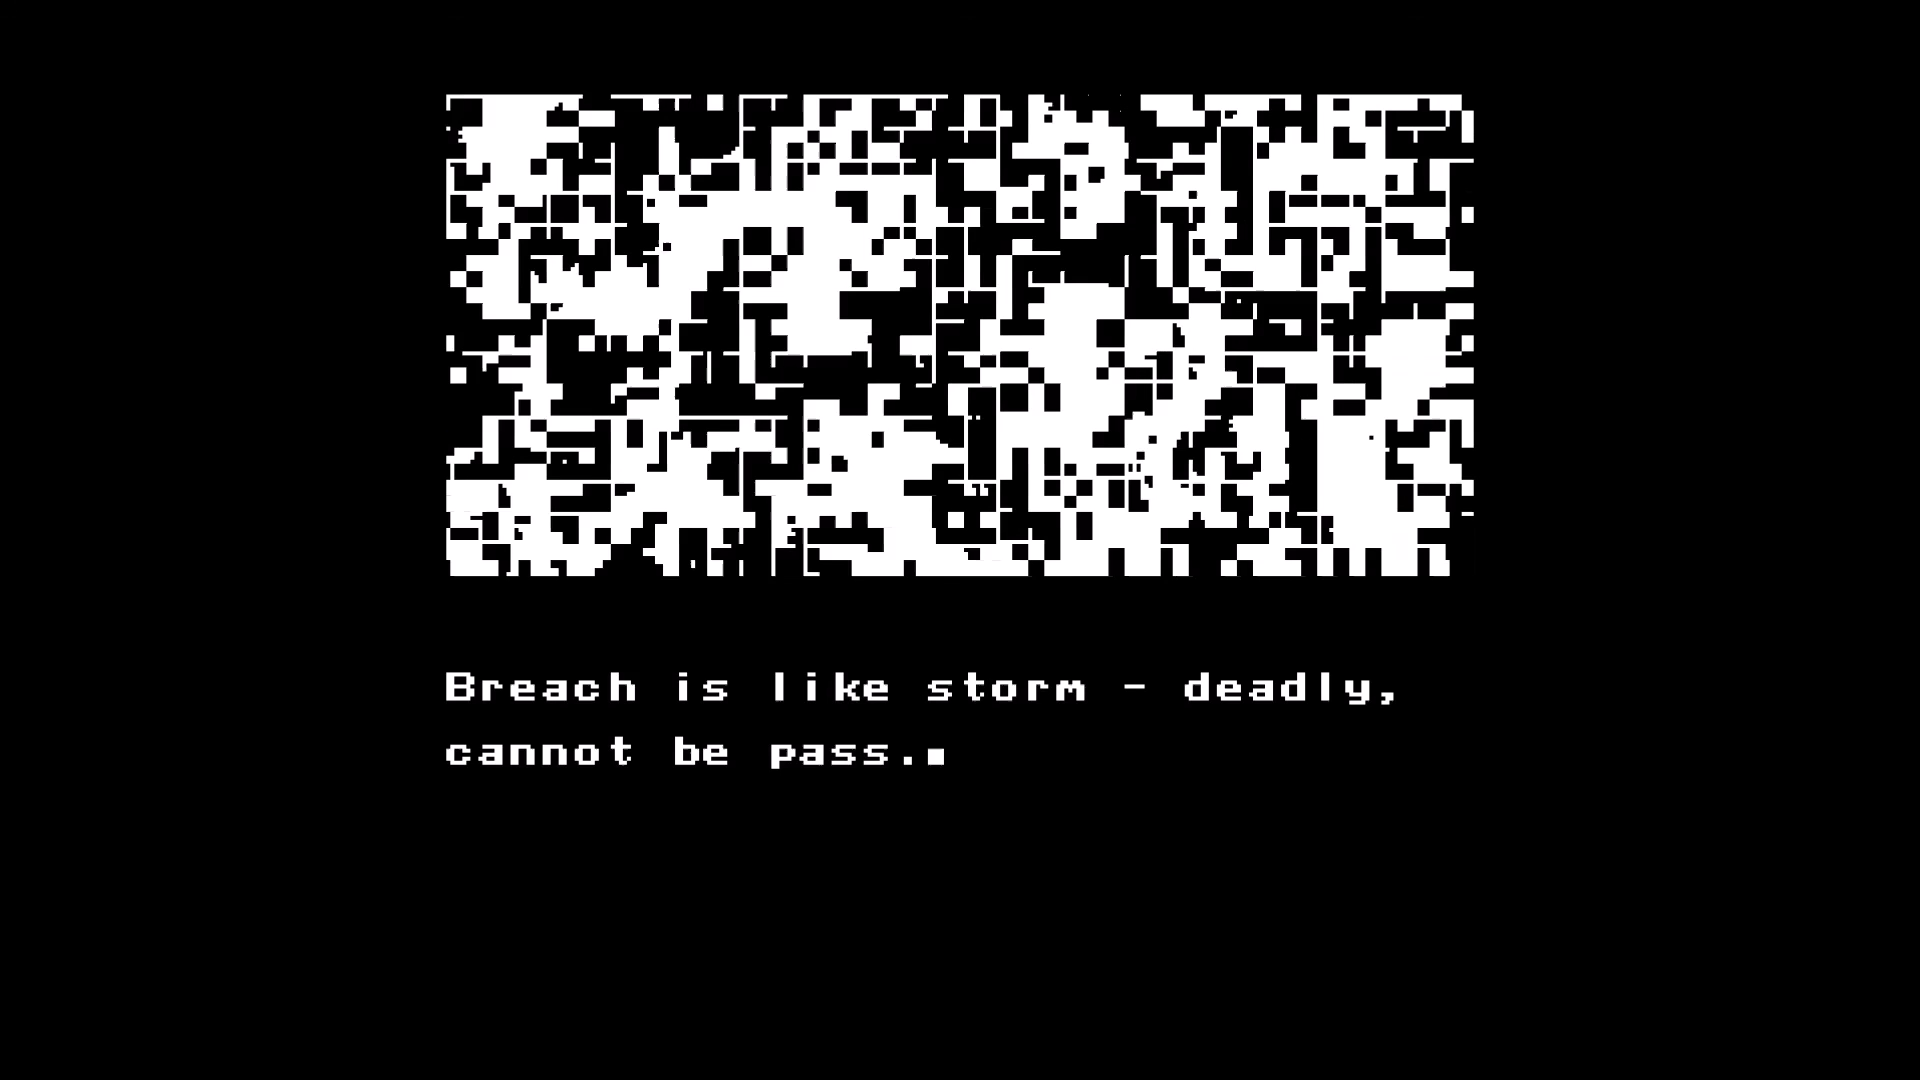 Breach is like storm - deadly,
cannot be pass.